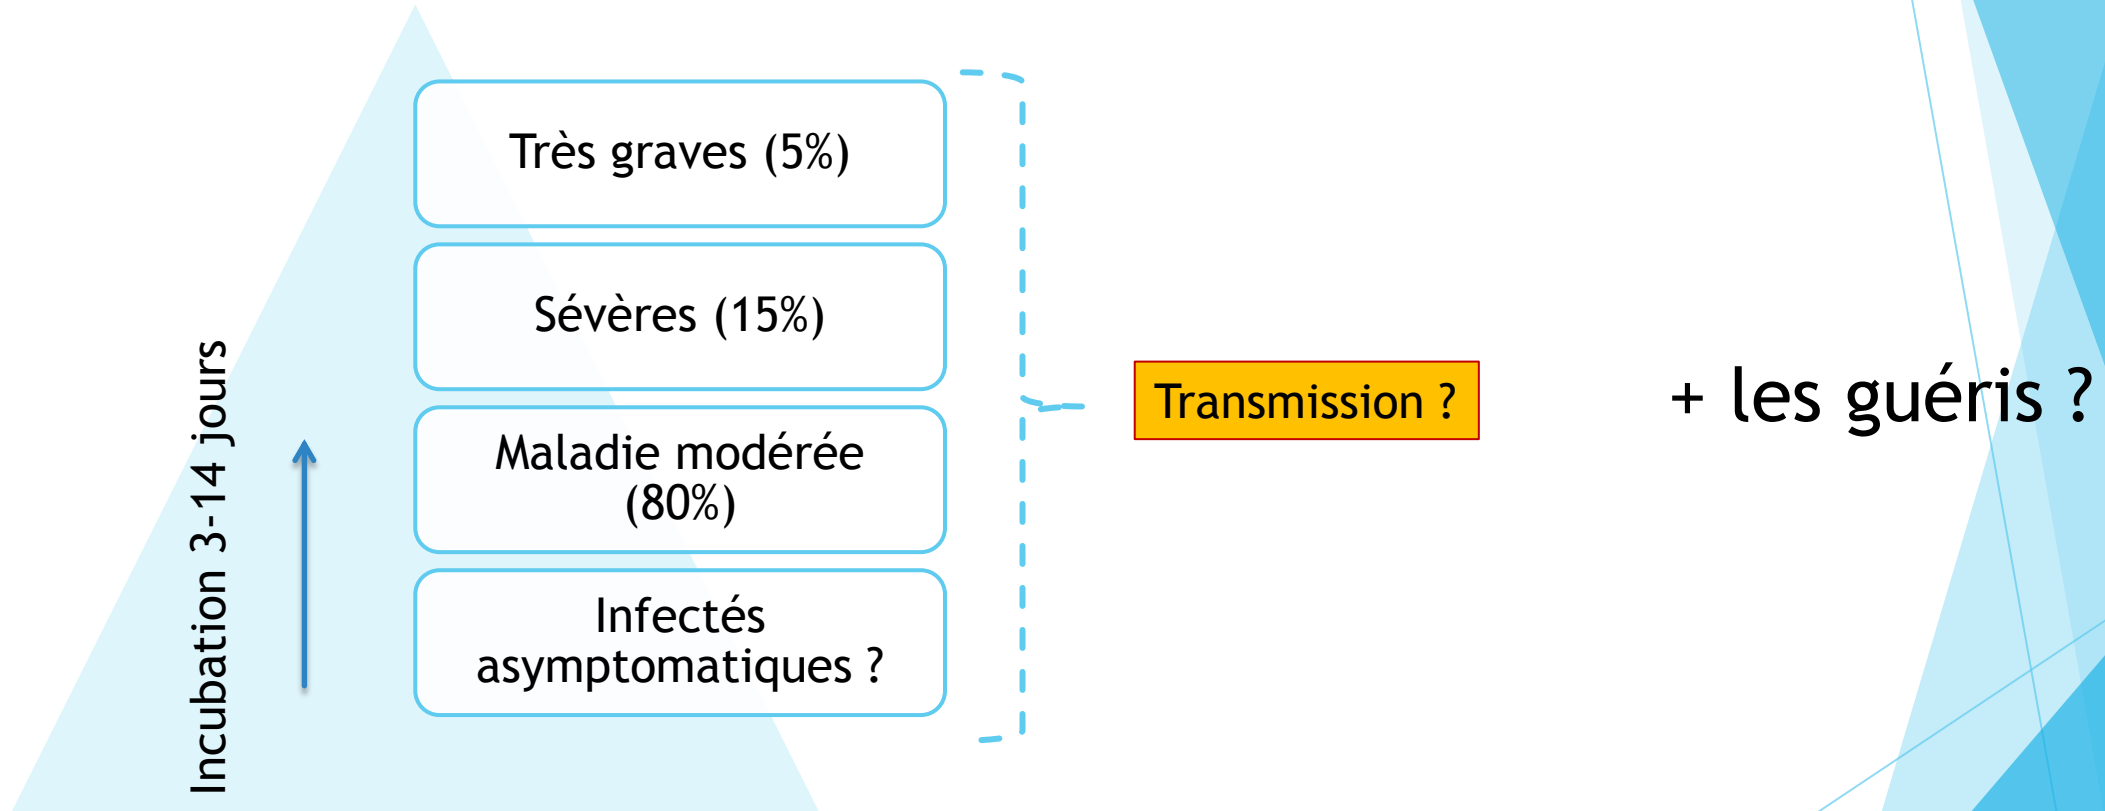 Très graves (5%)
Sévères (15%)
Maladie modérée
(80%)
Infectés
asymptomatiques ?
Incubation 3-14 jours
Transmission ?
+ les guéris ?